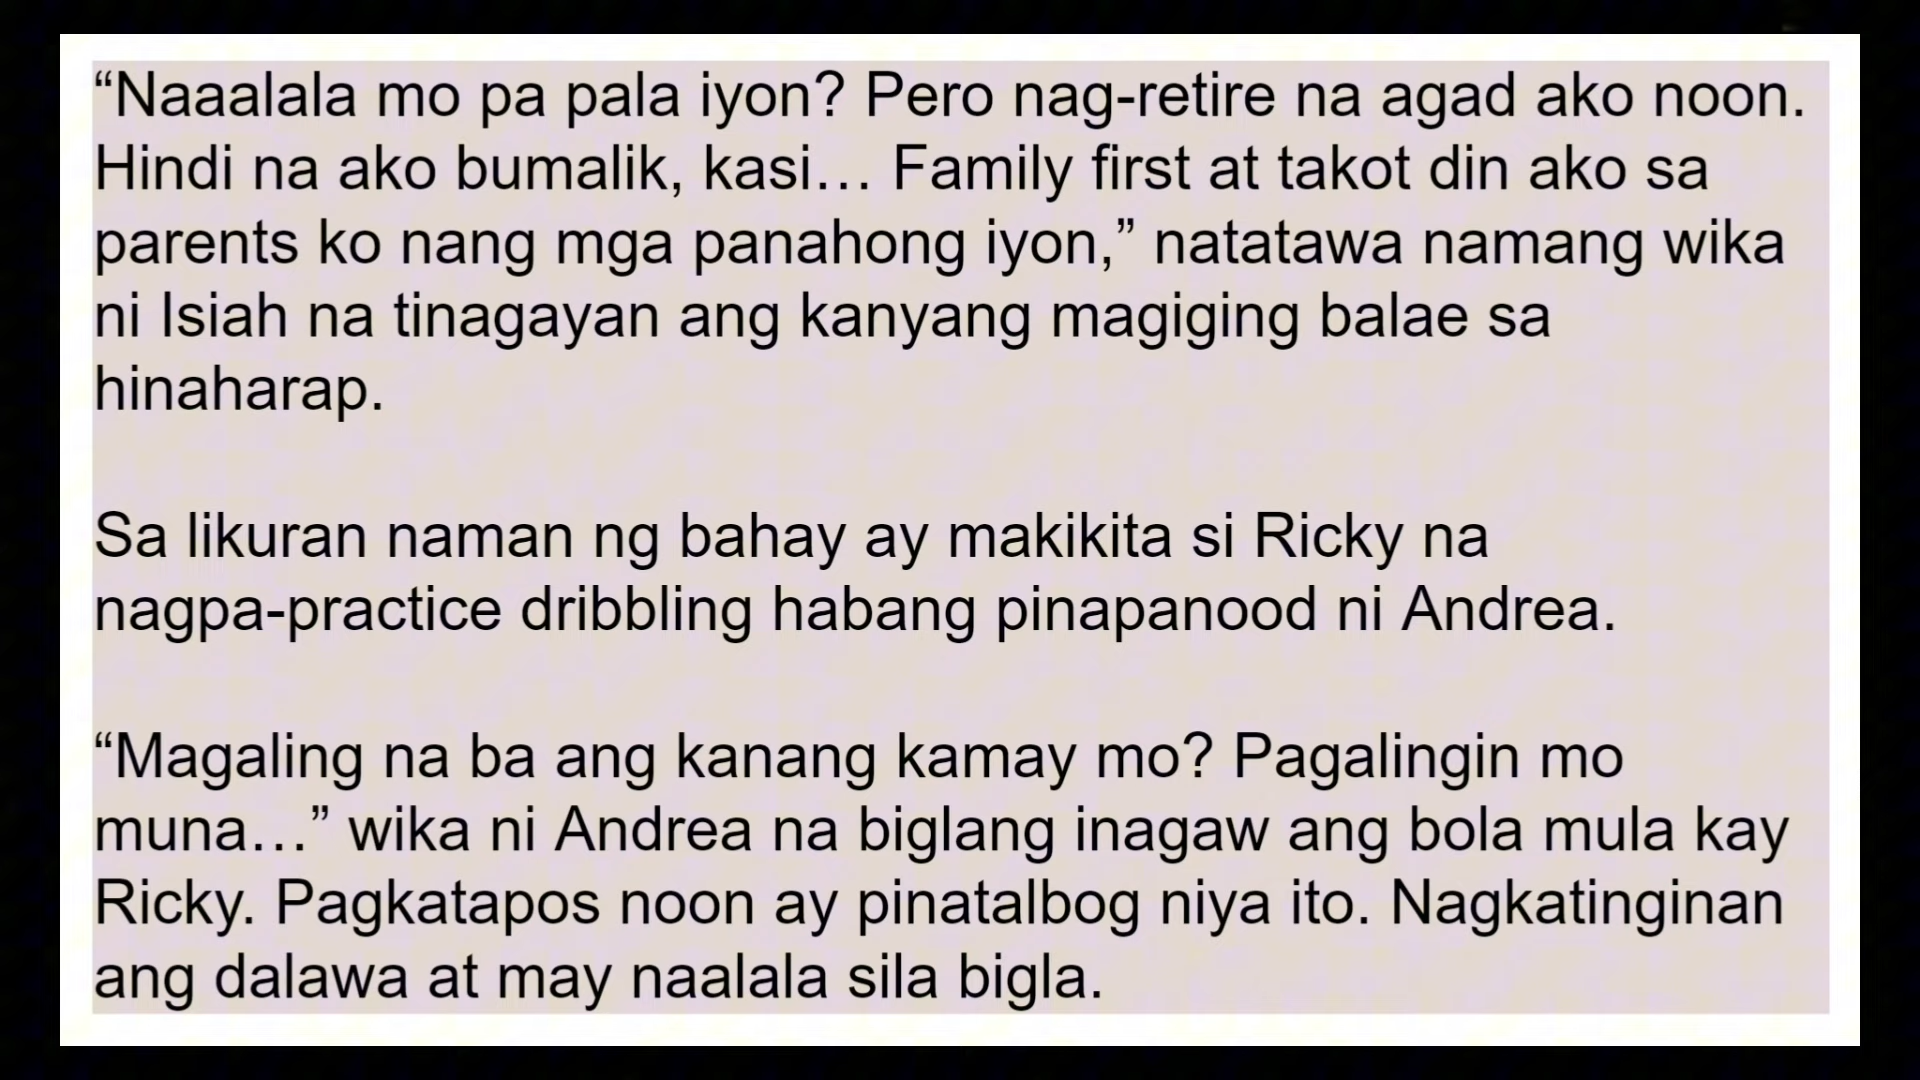 “Naaalala mo pa pala iyon? Pero nag-retire na agad ako noon.
Hindi na ako bumalik, kasi… Family first at takot din ako sa
parents ko nang mga panahong iyon,” natatawa namang wika
ni Isiah na tinagayan ang kanyang magiging balae sa
hinaharap.
Sa likuran naman ng bahay ay makikita si Ricky na
nagpa-practice dribbling habang pinapanood ni Andrea.
“Magaling na ba ang kanang kamay mo? Pagalingin mo
muna…” wika ni Andrea na biglang inagaw ang bola mula kay
Ricky. Pagkatapos noon ay pinatalbog niya ito. Nagkatinginan
ang dalawa at may naalala sila bigla.